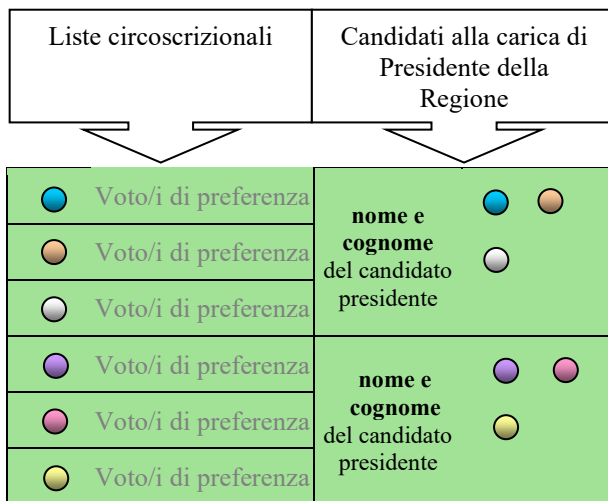 Liste circoscrizionali
Candidati alla carica di
Presidente della
Regione
Voto/i di preferenza
Voto/i di preferenza
Voto/i di preferenza
nome e
cognome
del candidato
presidente
Voto/i di preferenza
Voto/i di preferenza
Voto/i di preferenza
nome e
cognome
del candidato
presidente